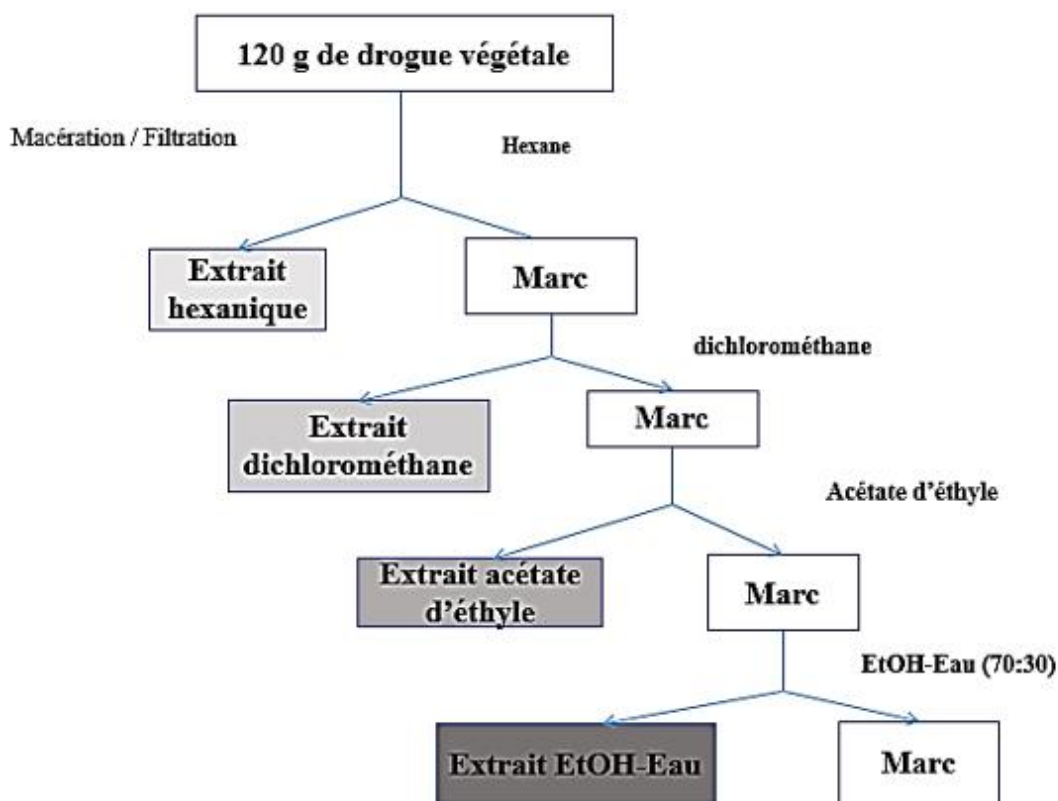 120 g de drogue végétale
Macération / Filtration
Hexane
Extrait
hexanique
Marc
dichlorométhane
Extrait
dichlorométhane
Marc
Acétate d’éthyle
Extrait acétate
d’éthyle
Marc
EtOH-Eau (70:30)
Extrait EtOH-Eau
Marc